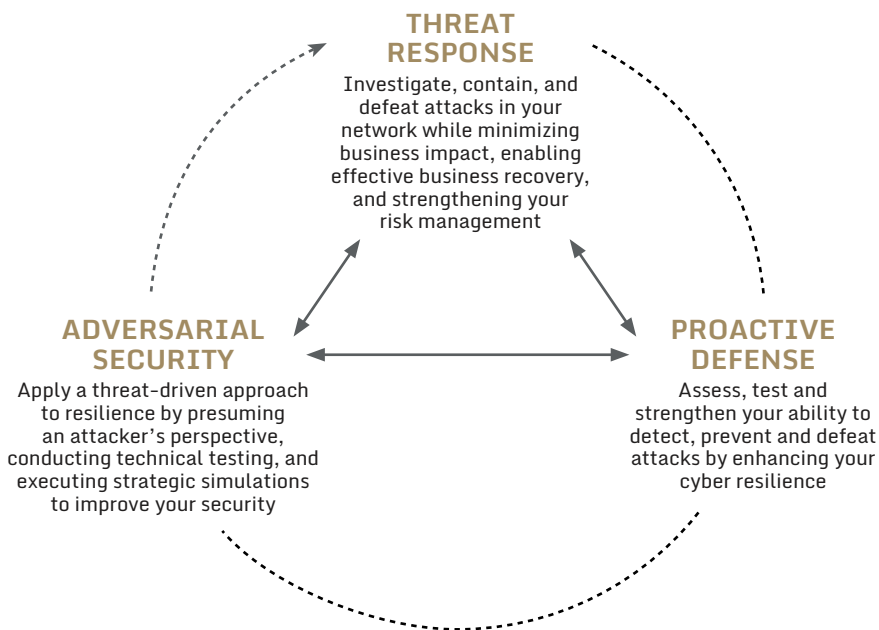 THREAT
RESPONSE
Investigate, contain, and
defeat attacks in your
network while minimizing
business impact, enabling
effective business recovery,
and strengthening your
risk management
ADVERSARIAL
SECURITY
Apply a threat-driven approach
to resilience by presuming
an attacker's perspective,
conducting technical testing, and
executing strategic simulations
to improve your security
PROACTIVE
DEFENSE
Assess, test and
strengthen your ability to
detect, prevent and defeat
attacks by enhancing your
cyber resilience